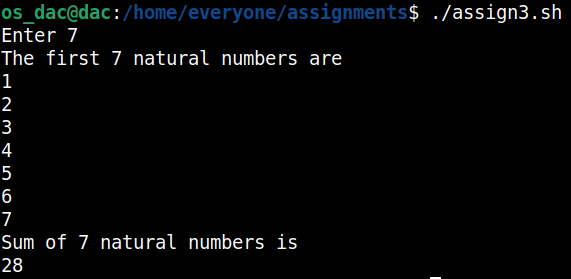 os_dac@dac:/home/everyone/assignments$ ./assign3.sh
Enter 7
The first 7 natural numbers are
1
2
3
4
5
6
7
Sum of 7 natural numbers is
28